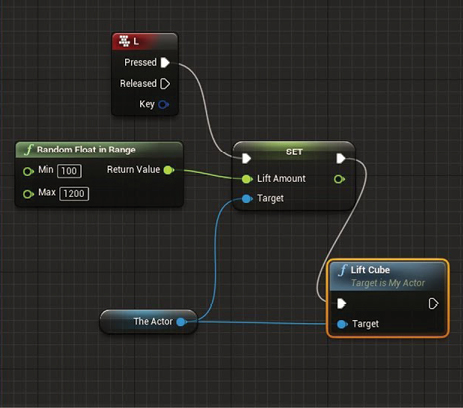 L
Pressed
Released
Key
Random Float in Range
Min 100
Return Value
Max 1200
SET
Lift Amount
Target
Lift Cube
Target is My Actor
Target
The Actor